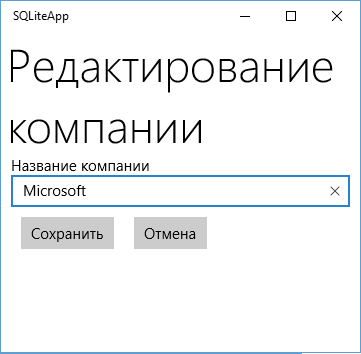 SQLiteApp
Редактирование
компании
Название компании
Microsoft
Сохранить Отмена